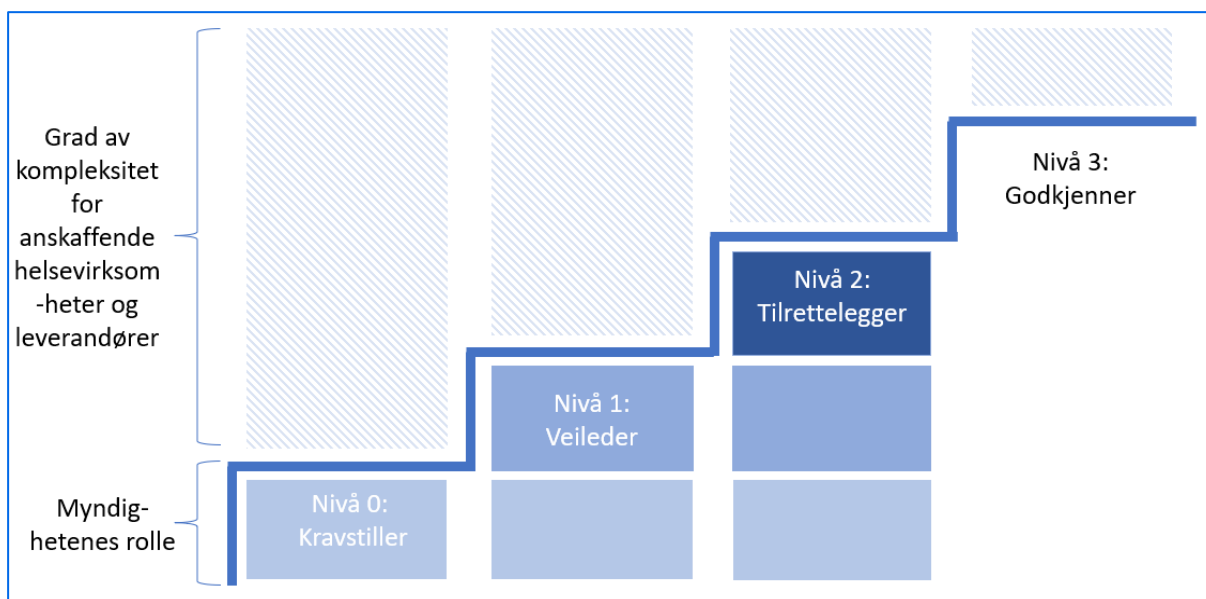 Grad av
kompleksitet
for
anskaffende
helsevirksom
-heter og
leverandører
Myndig-
hetenes rolle
Nivå 0:
Kravstiller
Nivå 1:
Veileder
Nivå 2:
Tilrettelegger
Nivå 3:
Godkjenner